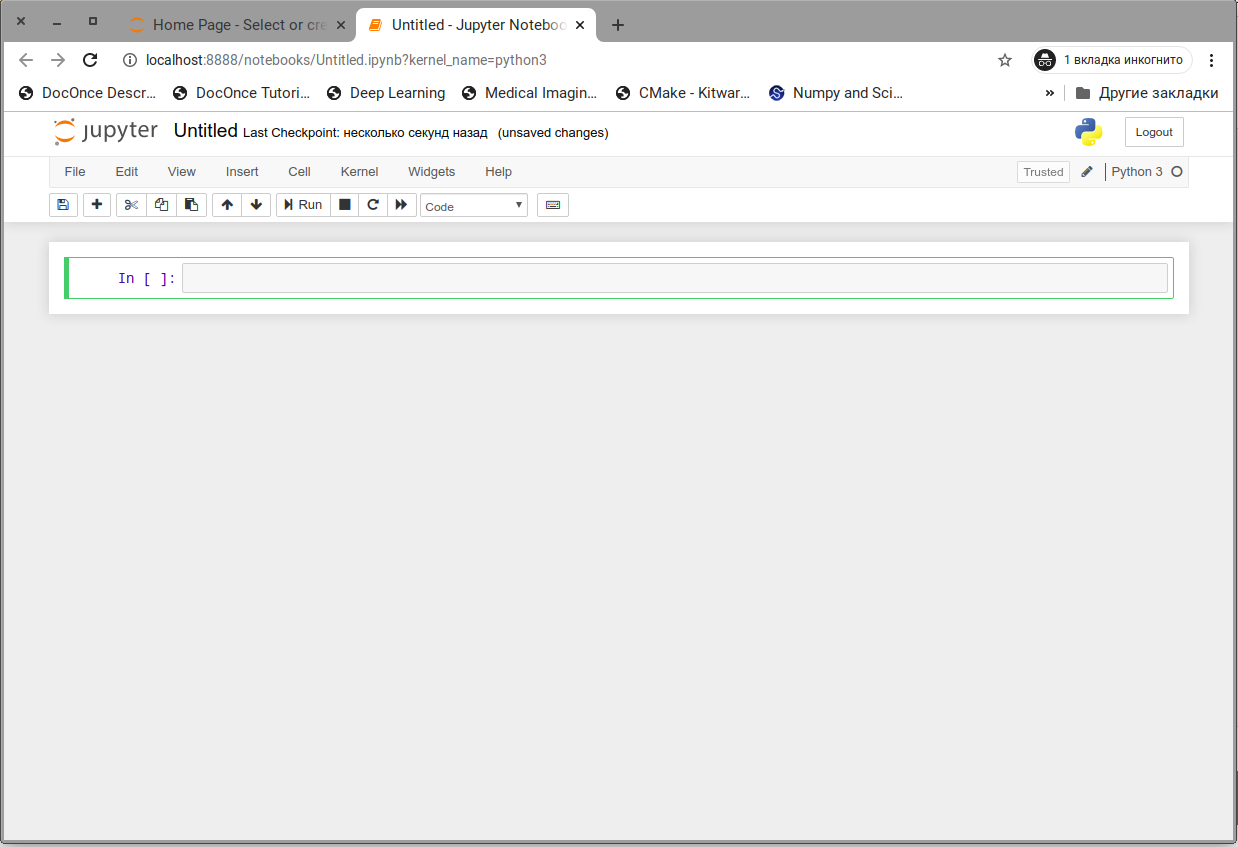 Home Page - Select or cre
Untitled - Jupyter Noteboo
localhost:8888/notebooks/Untitled.ipynb?kernel_name=python3
1 вкладка инкогнито
DocOnce Descr... DocOnce Tutori... Deep Learning Medical Imagin... CMake - Kitwar... Numpy and Sci... » Другие закладки
jupyter Untitled Last Checkpoint: несколько секунд назад (unsaved changes) Logout
File Edit View Insert Cell Kernel Widgets Help Trusted Python 3
Run Code
In [ ]: